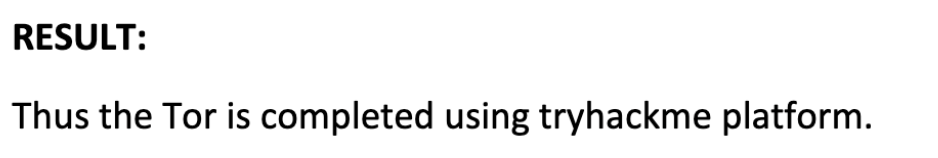 RESULT:
Thus the Tor is completed using tryhackme platform.